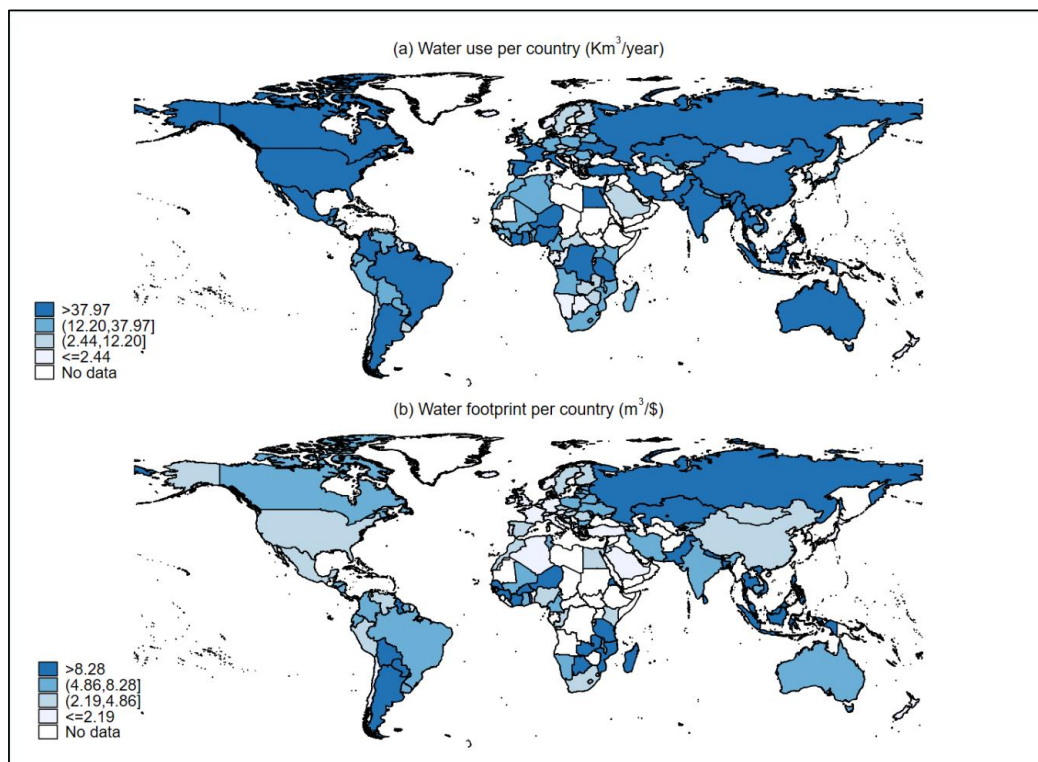 (a) Water use per country (Km³/year)
>37.97
(12.20,37.97]
(2.44,12.20]
<=2.44
No data
(b) Water footprint per country (m³/$)
>8.28
(4.86,8.28]
(2.19,4.86]
<=2.19
No data